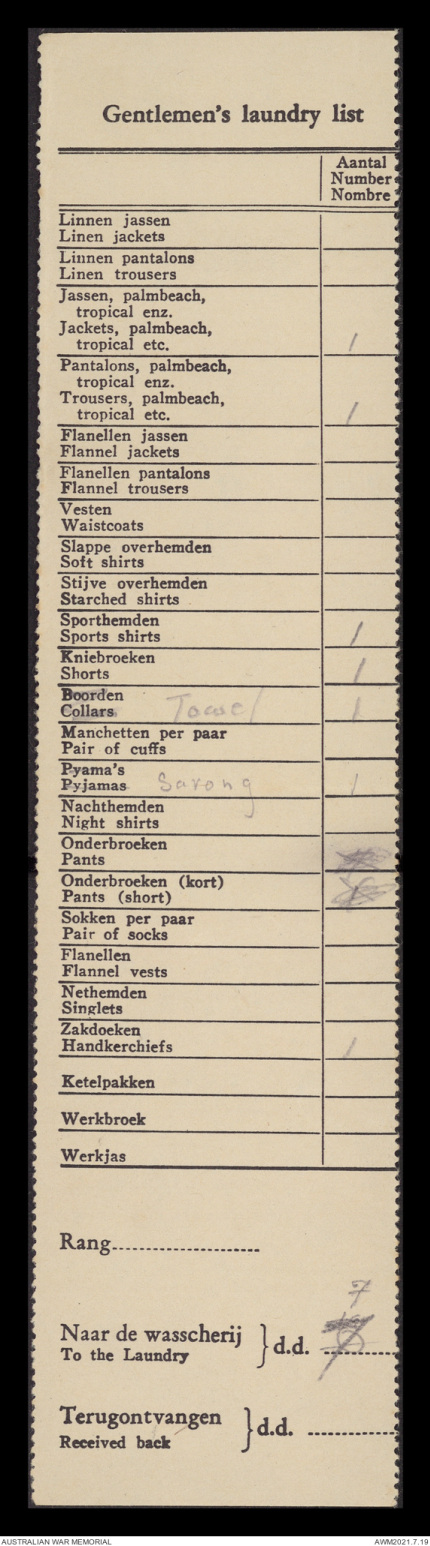 Gentlemen's laundry list
Aantal
Number
Nombre
Linnen jassen
Linen jackets
Linnen pantalons
Linen trousers
Jassen, palmbeach,
tropical enz.
Jackets, palmbeach,
tropical etc. 1
Pantalons, palmbeach,
tropical enz.
Trousers, palmbeach,
tropical etc. 1
Flanellen jassen
Flannel jackets
Flanellen pantalons
Flannel trousers
Vesten
Waistcoats
Slappe overhemden
Soft shirts
Stijve overhemden
Starched shirts
Sporthemden
Sports shirts 1
Kniebroeken
Shorts 1
Boorden
Collars Towel 1
Manchetten per paar
Pair of cuffs
Pyama's
Pyjamas Sarong 1
Nachthemden
Night shirts
Onderbroeken
Pants
Onderbroeken (kort)
Pants (short)
Sokken per paar
Pair of socks
Flanellen
Flannel vests
Nethemden
Singlets
Zakdoeken
Handkerchiefs 1
Ketelpakken
Werkbroek
Werkjas
Rang........................
7
Naar de wasscherij
To the Laundry } d.d. ............
Terugontvangen
Received back } d.d. ...............
AUSTRALIAN WAR MEMORIAL AWM2021.7.19